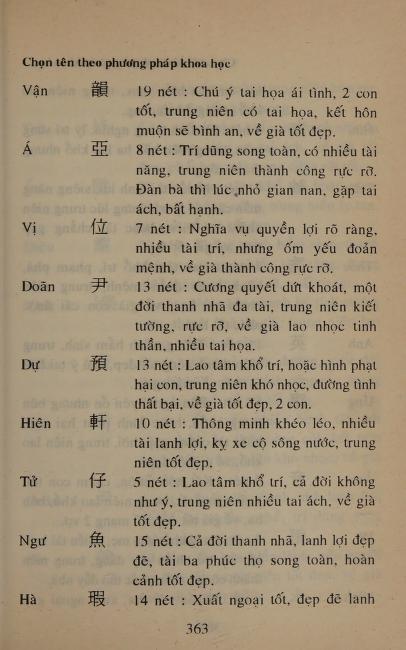 Chọn tên theo phương pháp khoa học
Vận 韻 19 nét : Chú ý tai họa ái tình, 2 con
tốt, trung niên có tai họa, kết hôn
muộn sẽ bình an, về già tốt đẹp.
Á 亞 8 nét : Trí dũng song toàn, có nhiều tài
năng, trung niên thành công rực rỡ.
Đàn bà thì lúc nhỏ gian nan, gặp tai
ách, bất hạnh.
Vị 位 7 nét : Nghĩa vụ quyền lợi rõ ràng,
nhiều tài trí, nhưng ốm yếu đoản
mệnh, về già thành công rực rỡ.
Doãn 尹 13 nét : Cương quyết dứt khoát, một
đời thanh nhã đa tài, trung niên kiết
tường, rực rỡ, về già lao nhọc tinh
thần, nhiều tai họa.
Dự 預 13 nét : Lao tâm khổ trí, hoặc hình phạt
hại con, trung niên khó nhọc, đường tình
thất bại, về già tốt đẹp, 2 con.
Hiên 軒 10 nét : Thông minh khéo léo, nhiều
tài lanh lợi, kỵ xe cộ sông nước, trung
niên tốt đẹp.
Tử 仔 5 nét : Lao tâm khổ trí, cả đời không
như ý, trung niên nhiều tai ách, về già
tốt đẹp.
Ngư 魚 15 nét : Cả đời thanh nhã, lanh lợi đẹp
đẽ, tài ba phúc thọ song toàn, hoàn
cảnh tốt đẹp.
Hà 瑕 14 nét : Xuất ngoại tốt, đẹp đẽ lanh
363